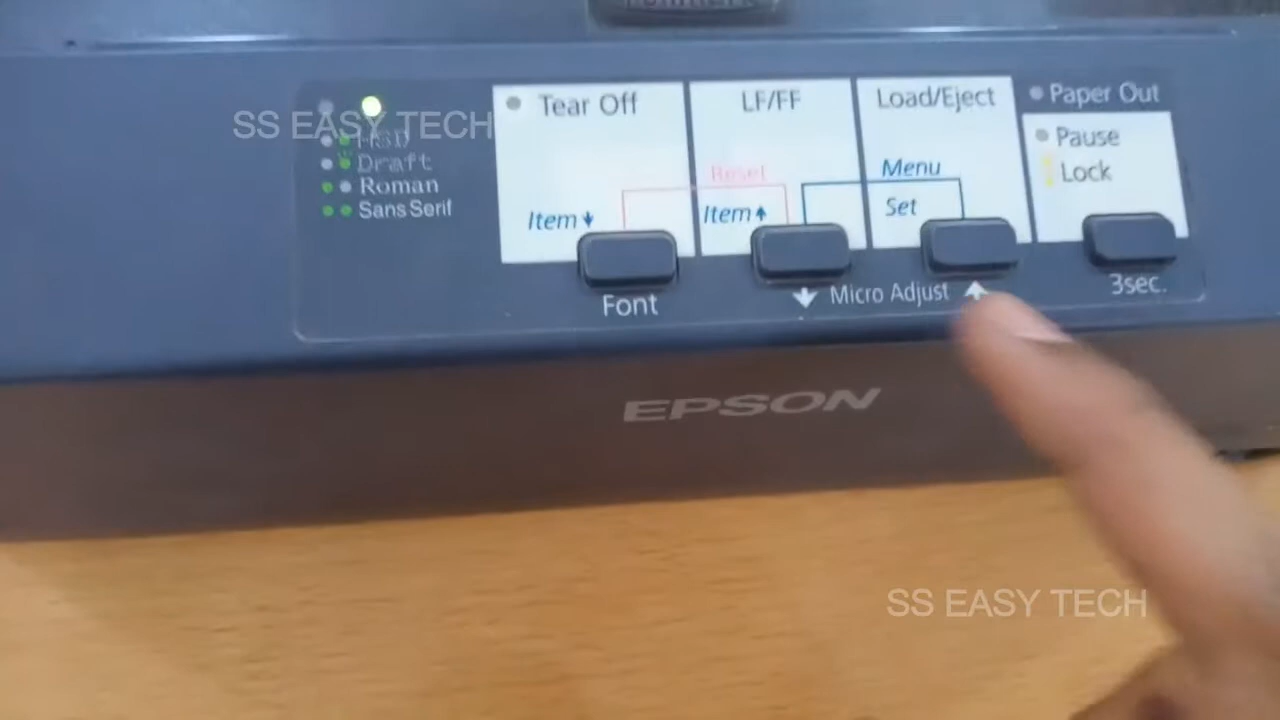 Tear Off
LF/FF
Load/Eject
Paper Out
SS EASY TECH
HSD
Draft
Roman
Sans Serif
Pause
Lock
Reset
Menu
Item
Item
Set
Font
Micro Adjust
3sec.
EPSON
SS EASY TECH